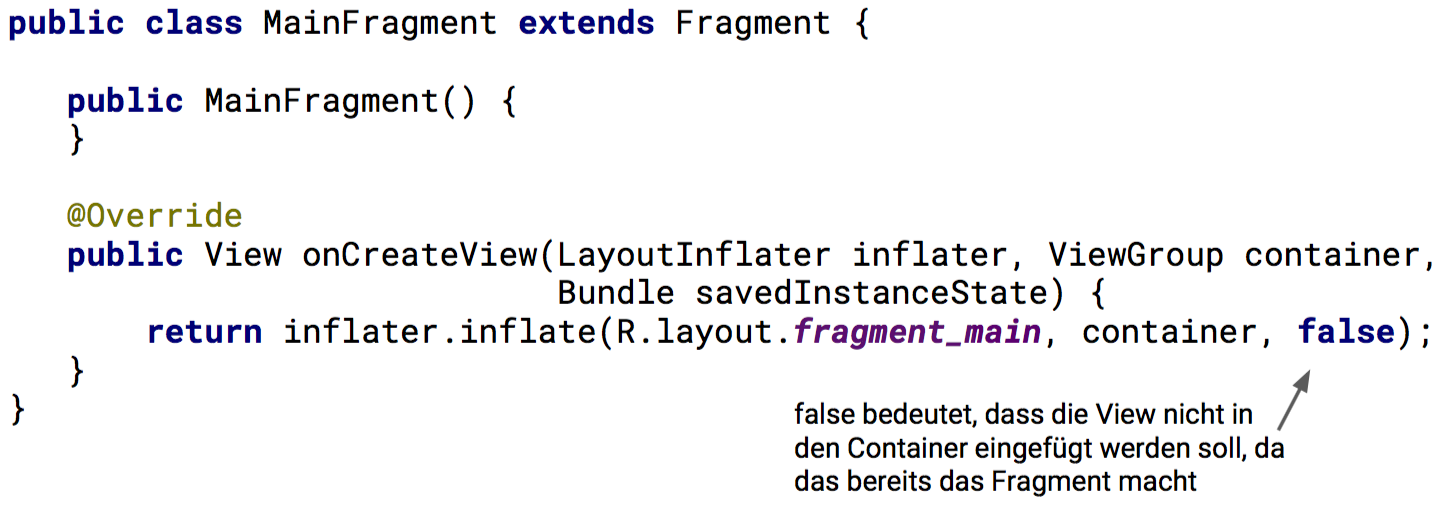 public class MainFragment extends Fragment {
public MainFragment() {
}
@Override
public View onCreateView(LayoutInflater inflater, ViewGroup container,
Bundle savedInstanceState) {
return inflater.inflate(R.layout.fragment_main, container, false);
}
}
false bedeutet, dass die View nicht in
den Container eingefügt werden soll, da
das bereits das Fragment macht